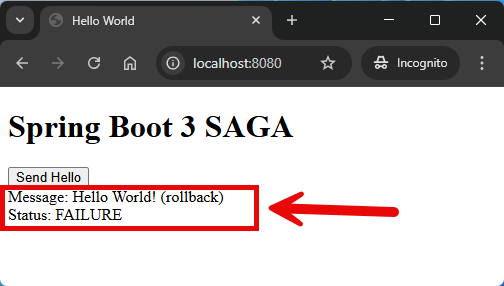 Hello World
localhost:8080
Incognito
Spring Boot 3 SAGA
Send Hello
Message: Hello World! (rollback)
Status: FAILURE